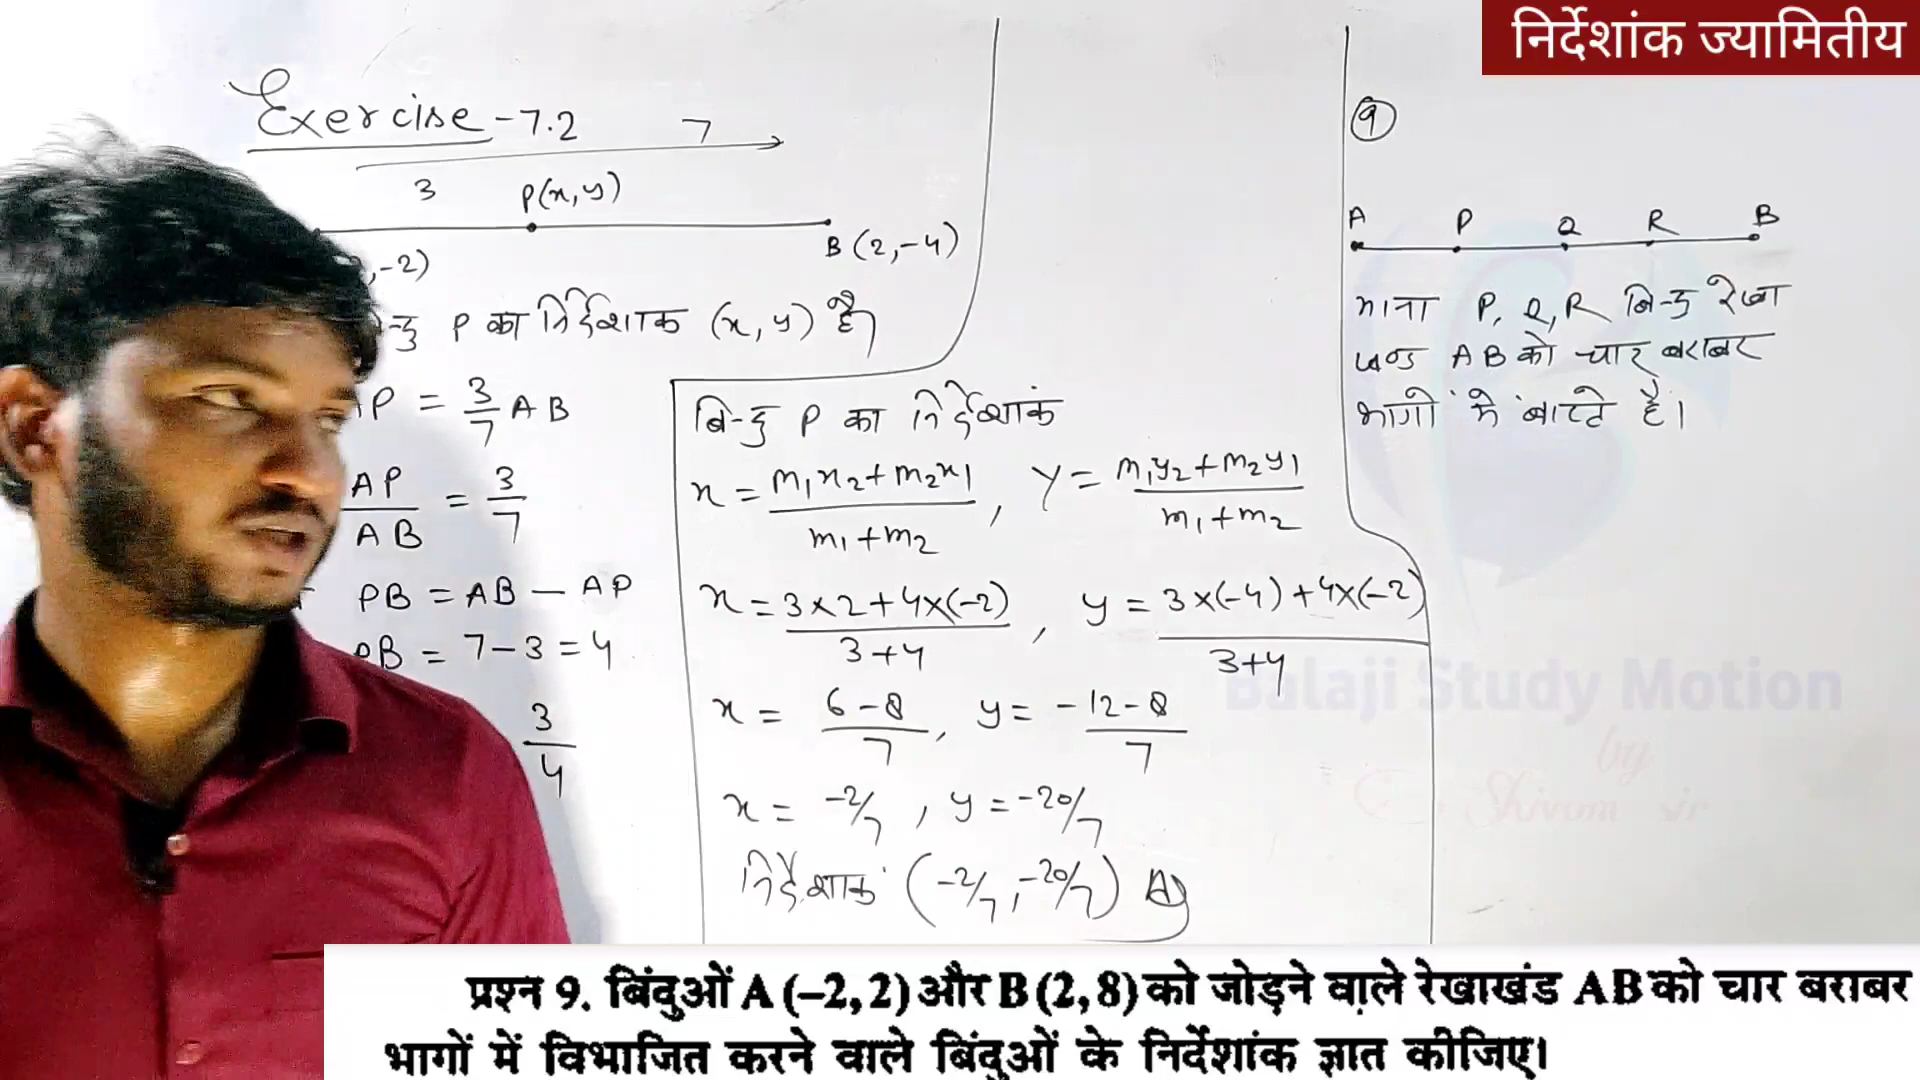 निर्देशांक ज्यामितीय
Exercise-7.2
7
3
P(x,y)
,-2)
B (2,-4)
P का निर्देशांक (x, y) है।
P = 3/7 AB
AP/AB = 3/7
PB = AB - AP
PB = 7-3=4
3/4
बिन्दु P का निर्देशांक
x = m₁x₂+m₂x₁/m₁+m₂ , y = m₁y₂+m₂y₁/m₁+m₂
x = 3×2+4×(-2)/3+4 , y = 3×(-4)+4×(-2)/3+4
x = 6-8/7 , y = -12-8/7
x = -2/7 , y = -20/7
निर्देशांक (-2/7, -20/7)
9
A P Q R B
माना P, Q, R बिन्दु रेखा
खण्ड AB को चार बराबर
भागों में बांटते है।
Balaji Study Motion
by
प्रश्न 9. बिंदुओं A (–2, 2) और B (2, 8) को जोड़ने वाले रेखाखंड AB को चार बराबर
भागों में विभाजित करने वाले बिंदुओं के निर्देशांक ज्ञात कीजिए।